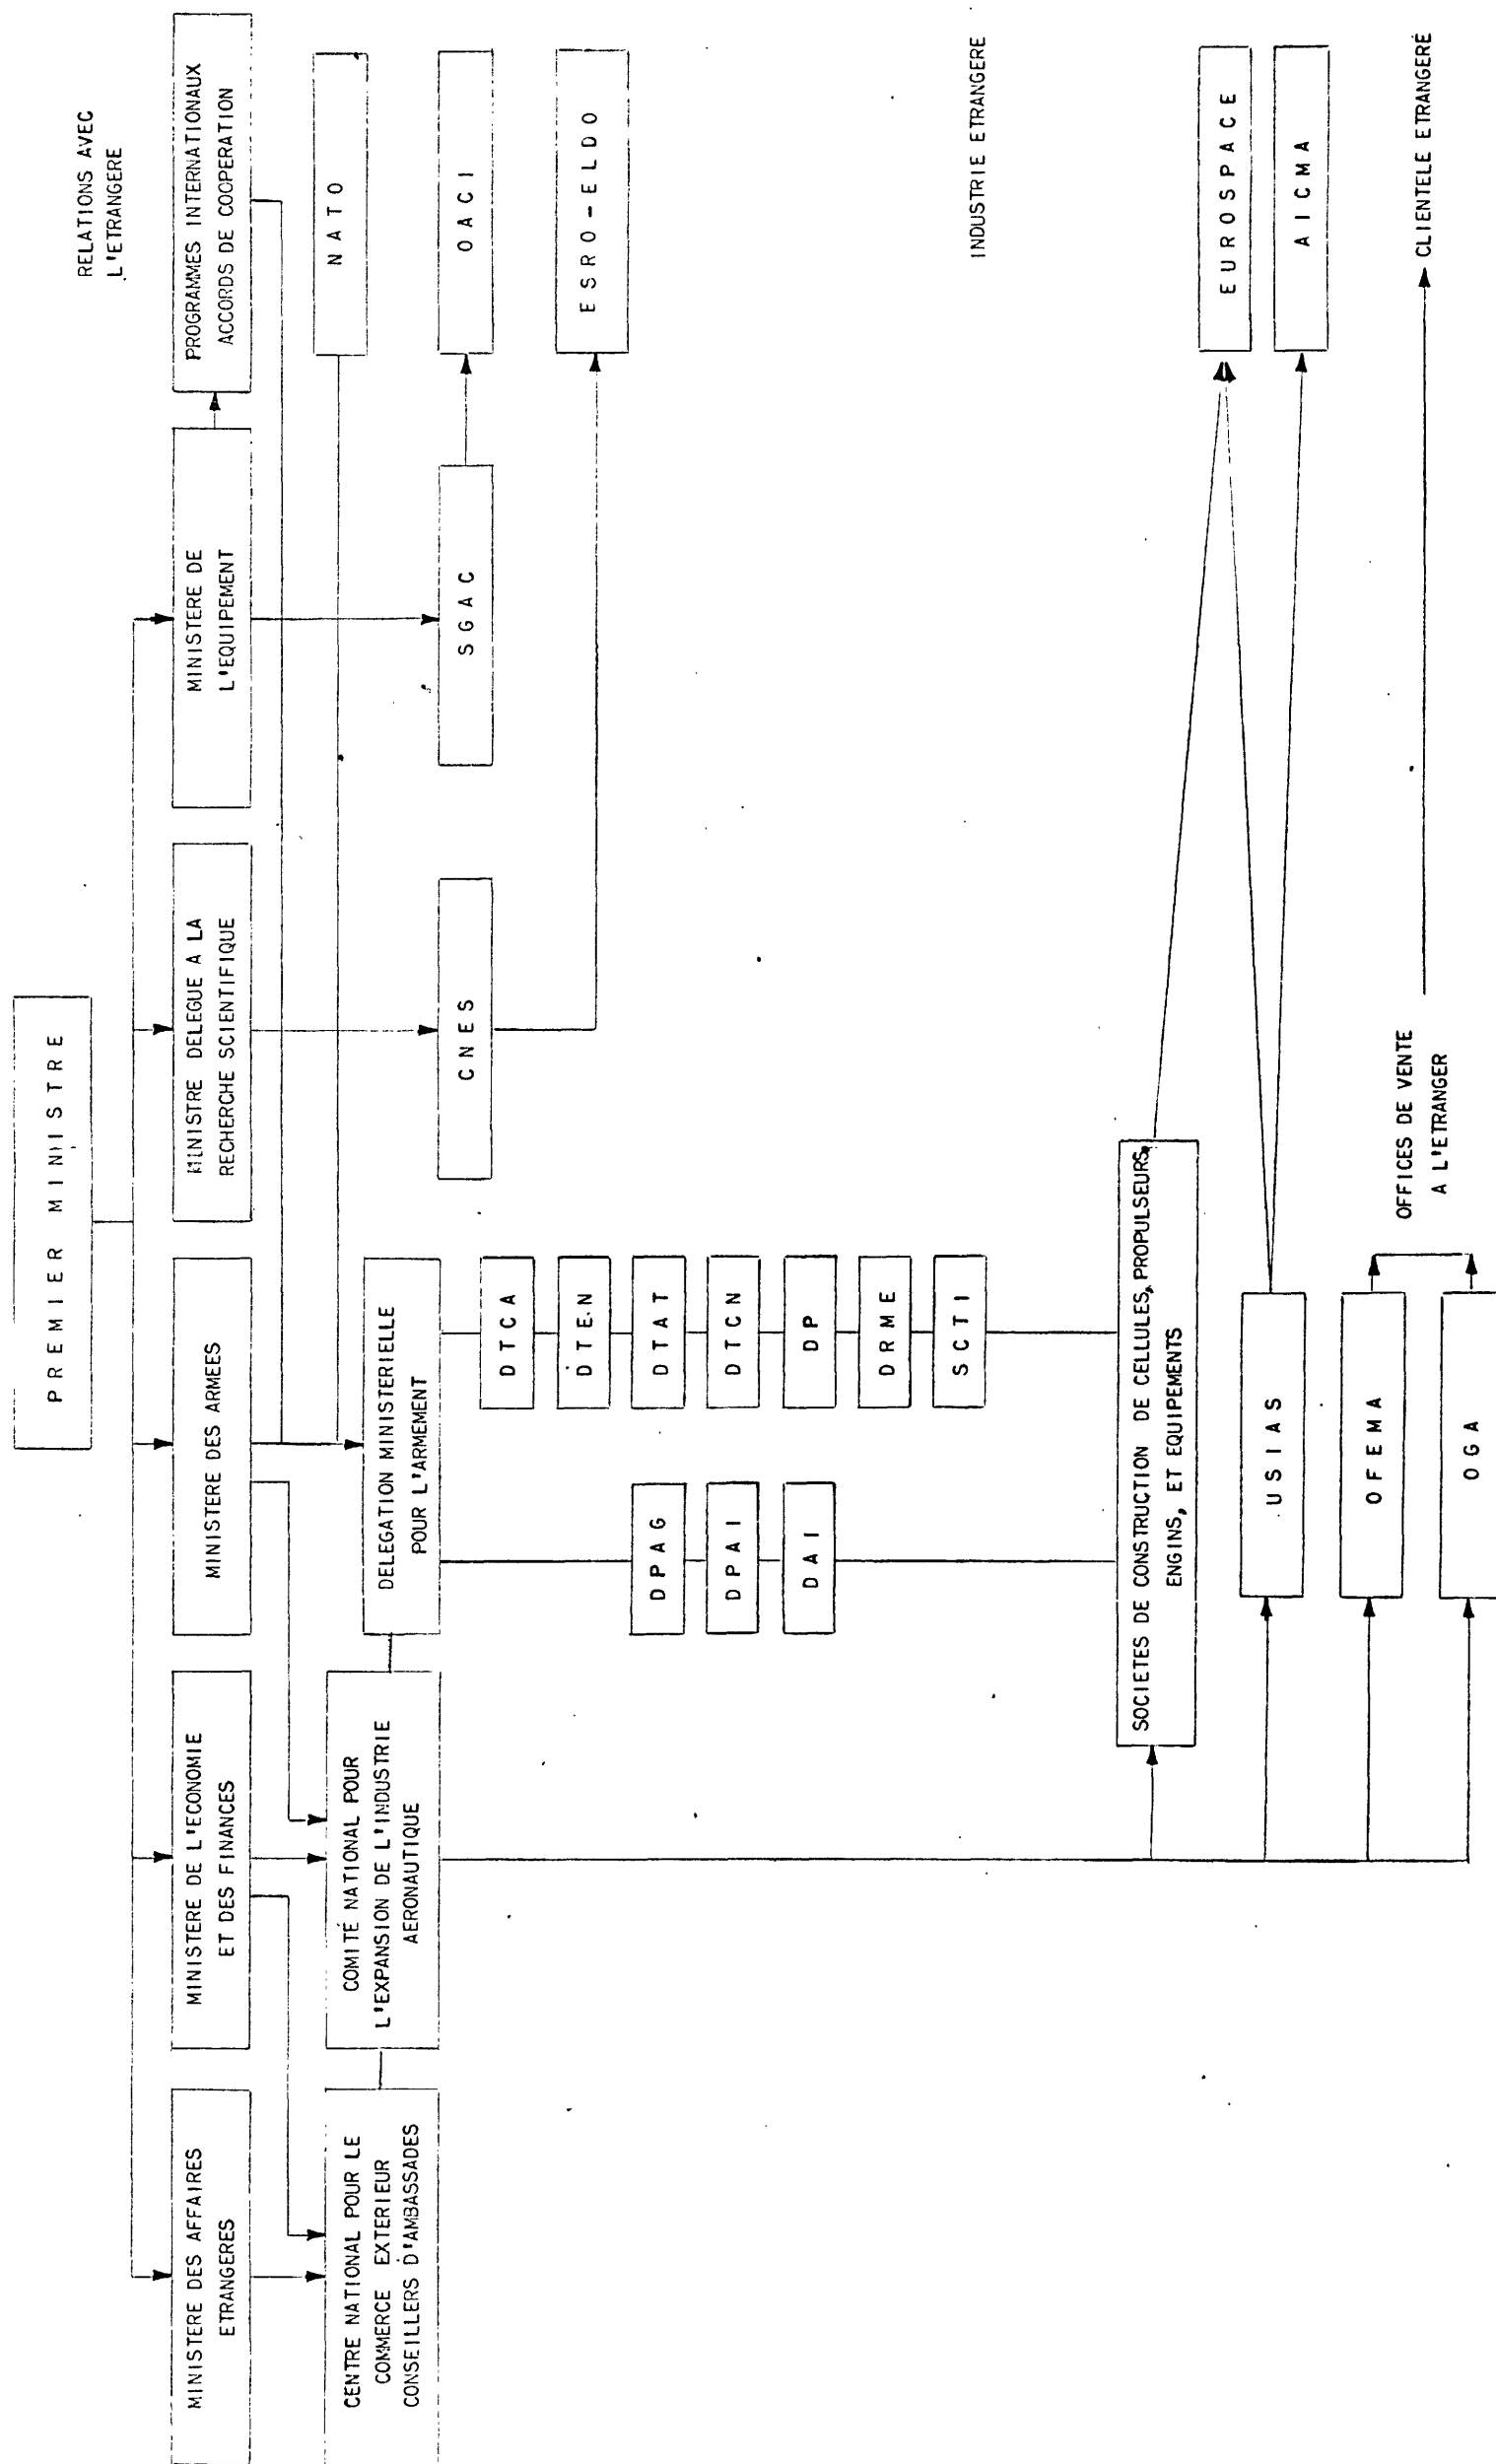 PREMIER MINISTRE
RELATIONS AVEC
L'ETRANGERE
MINISTERE DES AFFAIRES
ETRANGERES
MINISTERE DE L'ECONOMIE
ET DES FINANCES
MINISTERE DES ARMEES
MINISTRE DELEGUE A LA
RECHERCHE SCIENTIFIQUE
MINISTERE DE
L'EQUIPEMENT
PROGRAMMES INTERNATIONAUX
ACCORDS DE COOPERATION
NATO
CENTRE NATIONAL POUR LE
COMMERCE EXTERIEUR
CONSEILLERS D'AMBASSADES
COMITÉ NATIONAL POUR
L'EXPANSION DE L'INDUSTRIE
AERONAUTIQUE
DELEGATION MINISTERIELLE
POUR L'ARMEMENT
CNES
SGAC
OACI
ESRO-ELDO
DTCA
DTEN
DTAT
DTCN
DP
DRME
SCTI
DPAG
DPAI
DAI
INDUSTRIE ETRANGERE
SOCIETES DE CONSTRUCTION DE CELLULES, PROPULSEURS,
ENGINS, ET EQUIPEMENTS
EUROSPACE
USIAS
AICMA
OFEMA
OGA
OFFICES DE VENTE
A L'ETRANGER
CLIENTELE ETRANGERE